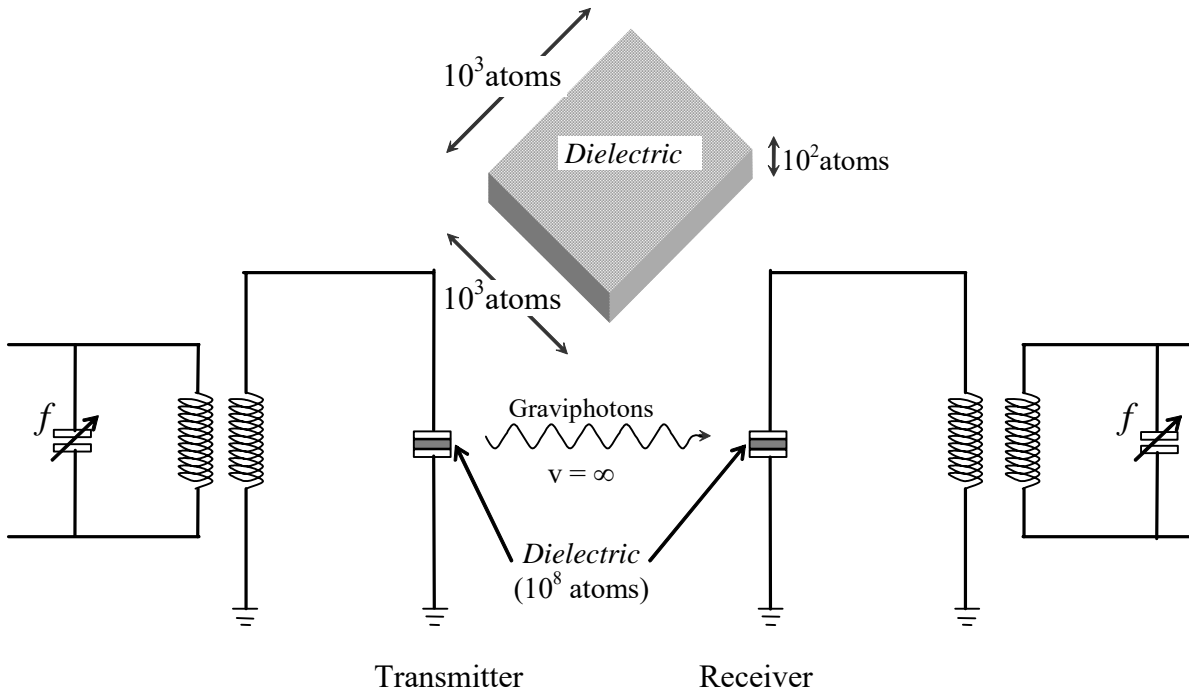 10³atoms
Dielectric
10²atoms
10³atoms
f
Graviphotons
v = ∞
f
Dielectric
(10⁸ atoms)
Transmitter
Receiver